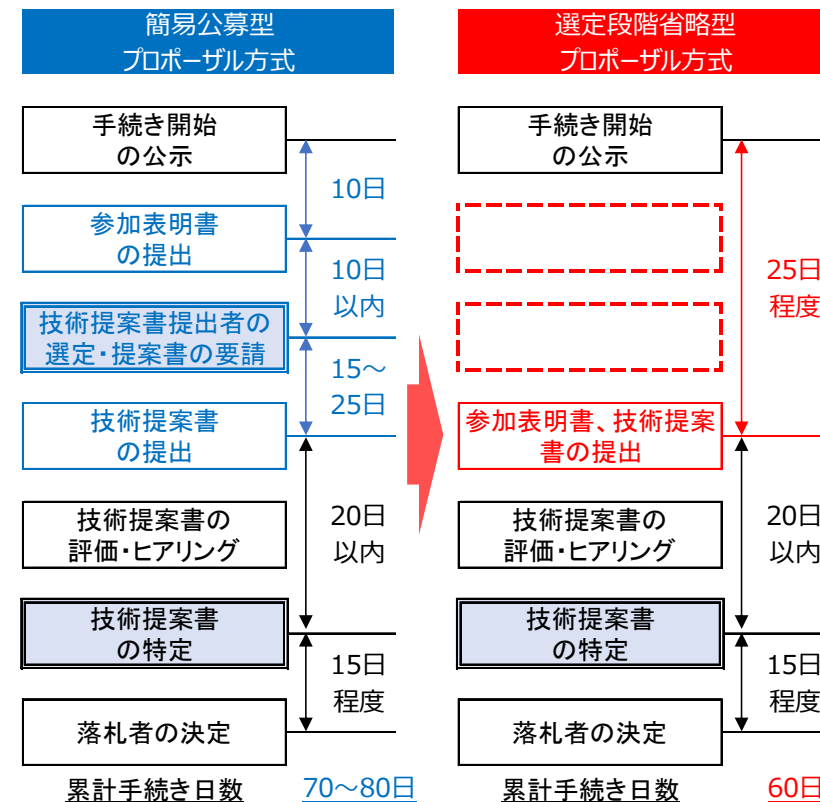 簡易公募型
プロポーザル方式
手続き開始
の公示
10日
参加表明書
の提出
10日
以内
技術提案書提出者の
選定・提案書の要請
15～
25日
技術提案書
の提出
技術提案書の
評価・ヒアリング
20日
以内
技術提案書
の特定
15日
程度
落札者の決定
累計手続き日数
70～80日
選定段階省略型
プロポーザル方式
手続き開始
の公示
25日
程度
参加表明書、技術提案
書の提出
技術提案書の
評価・ヒアリング
20日
以内
技術提案書
の特定
15日
程度
落札者の決定
累計手続き日数
60日